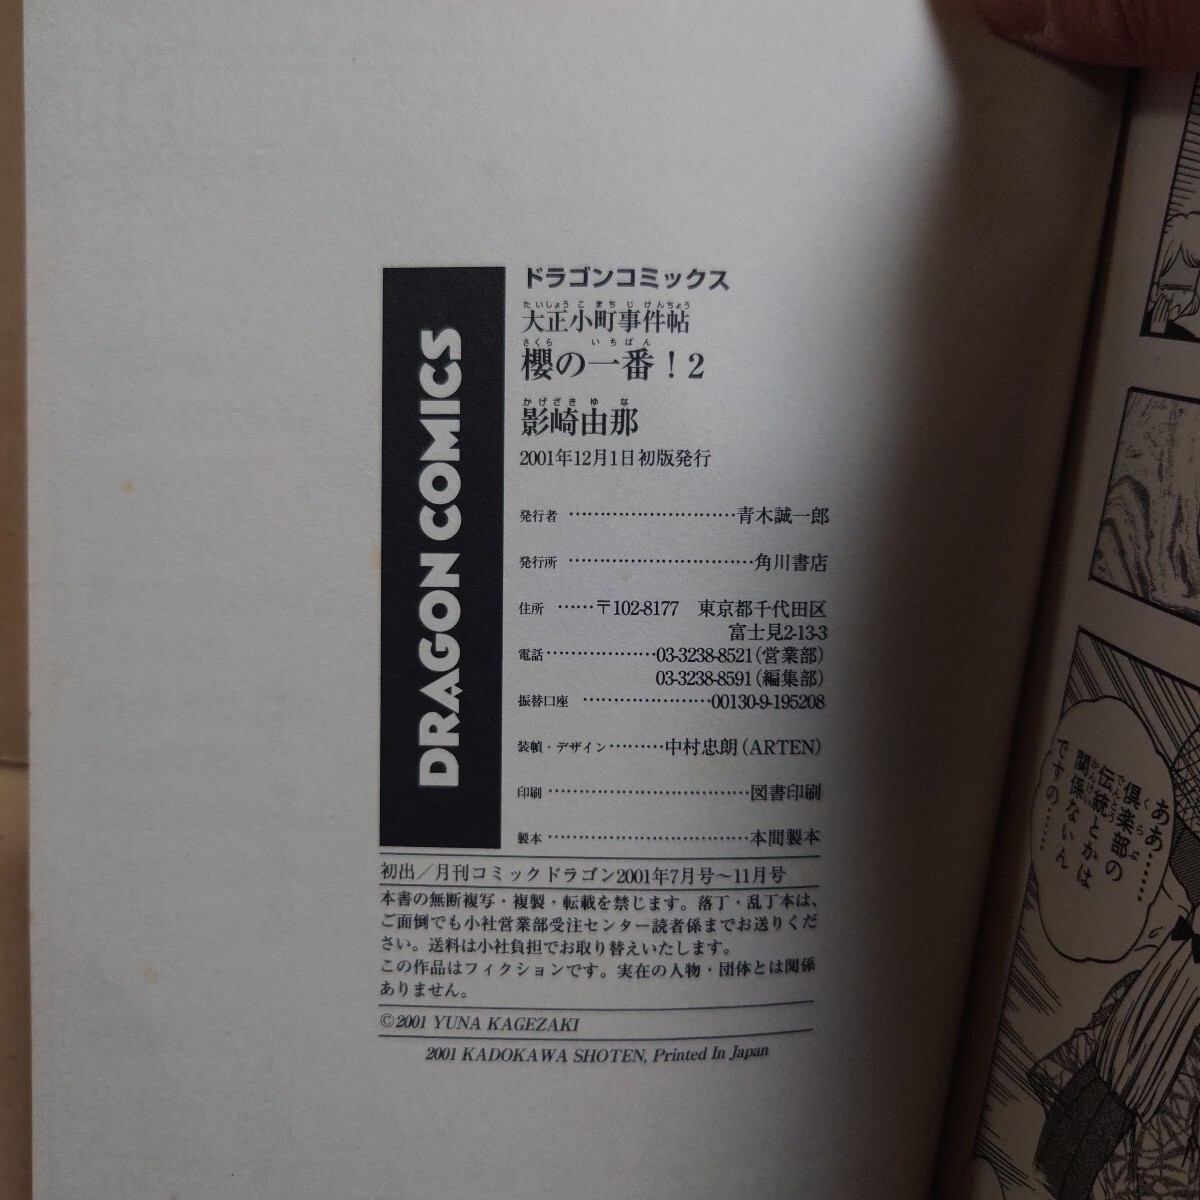 DRAGON COMICS
ドラゴンコミックス
たいしょうこまちじけんちょう
大正小町事件帖
さくら いちばん
櫻の一番！2
かげざきゆな
影崎由那
2001年12月1日初版発行
発行者 ………………………青木誠一郎
発行所 …………………………角川書店
住所 ……〒102-8177 東京都千代田区
富士見2-13-3
電話………………03-3238-8521(営業部)
03-3238-8591(編集部)
振替口座 …………………00130-9-195208
装幀・デザイン………中村忠朗(ARTEN)
印刷……………………………図書印刷
製本……………………………本間製本
初出／月刊コミックドラゴン2001年7月号～11月号
本書の無断複写・複製・転載を禁じます。落丁・乱丁本は、
ご面倒でも小社営業部受注センター読者係までお送りくだ
さい。送料は小社負担でお取り替えいたします。
この作品はフィクションです。実在の人物・団体とは関係
ありません。
©2001 YUNA KAGEZAKI
2001 KADOKAWA SHOTEN, Printed In Japan
ああ……
倶楽部の
伝統とかは
関係ないん
ですの……